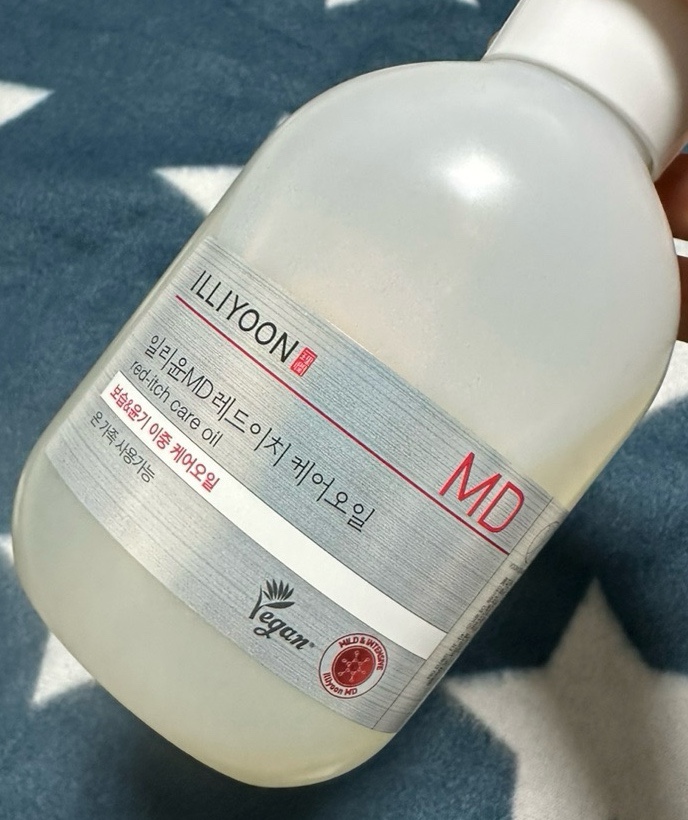 ILLIYOON
일리윤MD레드이치 케어오일
red-itch care oil
MD
보습&윤기 이중 케어오일
온 가족 사용가능
Vegan
MILD & INTENSIVE
illiyoon MD